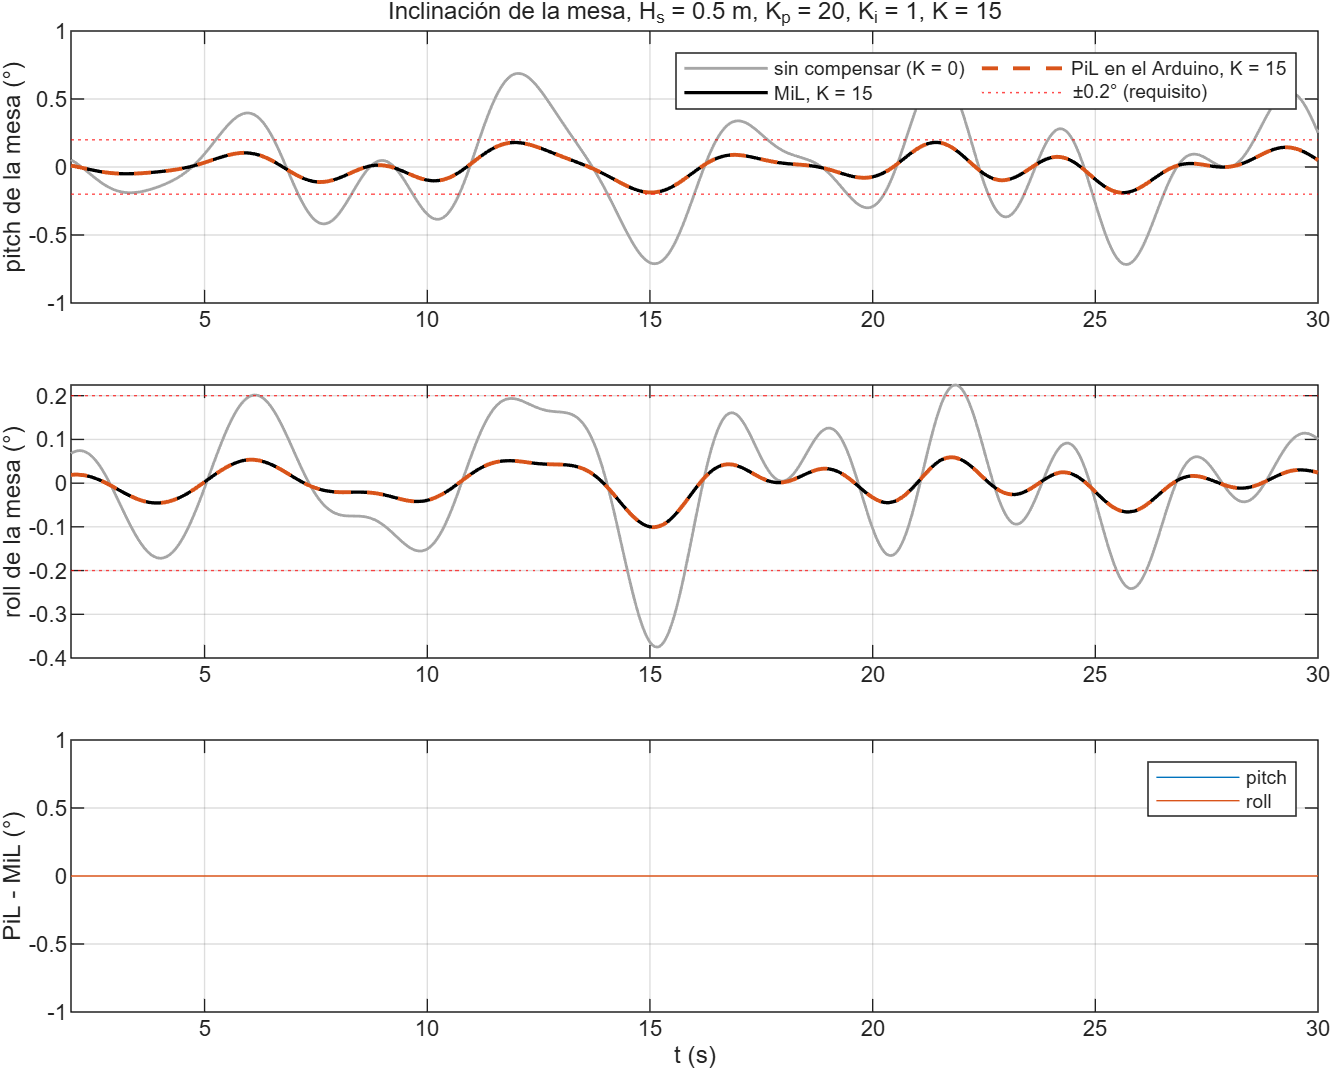 Inclinación de la mesa, Hs = 0.5 m, Kp = 20, Ki = 1, K = 15
pitch de la mesa (°)
1
0.5
0
-0.5
-1
sin compensar (K = 0)
MiL, K = 15
PiL en el Arduino, K = 15
±0.2° (requisito)
5 10 15 20 25 30
roll de la mesa (°)
0.2
0.1
0
-0.1
-0.2
-0.3
-0.4
5 10 15 20 25 30
PiL - MiL (°)
1
0.5
0
-0.5
-1
pitch
roll
5 10 15 20 25 30
t (s)